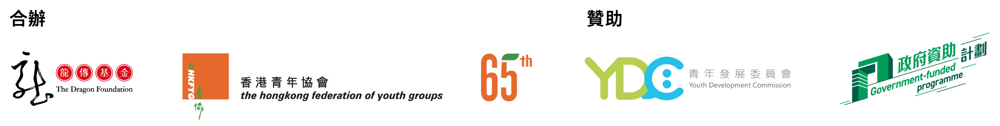 合辦
龍傳基金
The Dragon Foundation
HKFYG
青協
香港青年協會
the hongkong federation of youth groups
65th
贊助
YDC
青年發展委員會
Youth Development Commission
政府資助計劃
Government-funded
programme